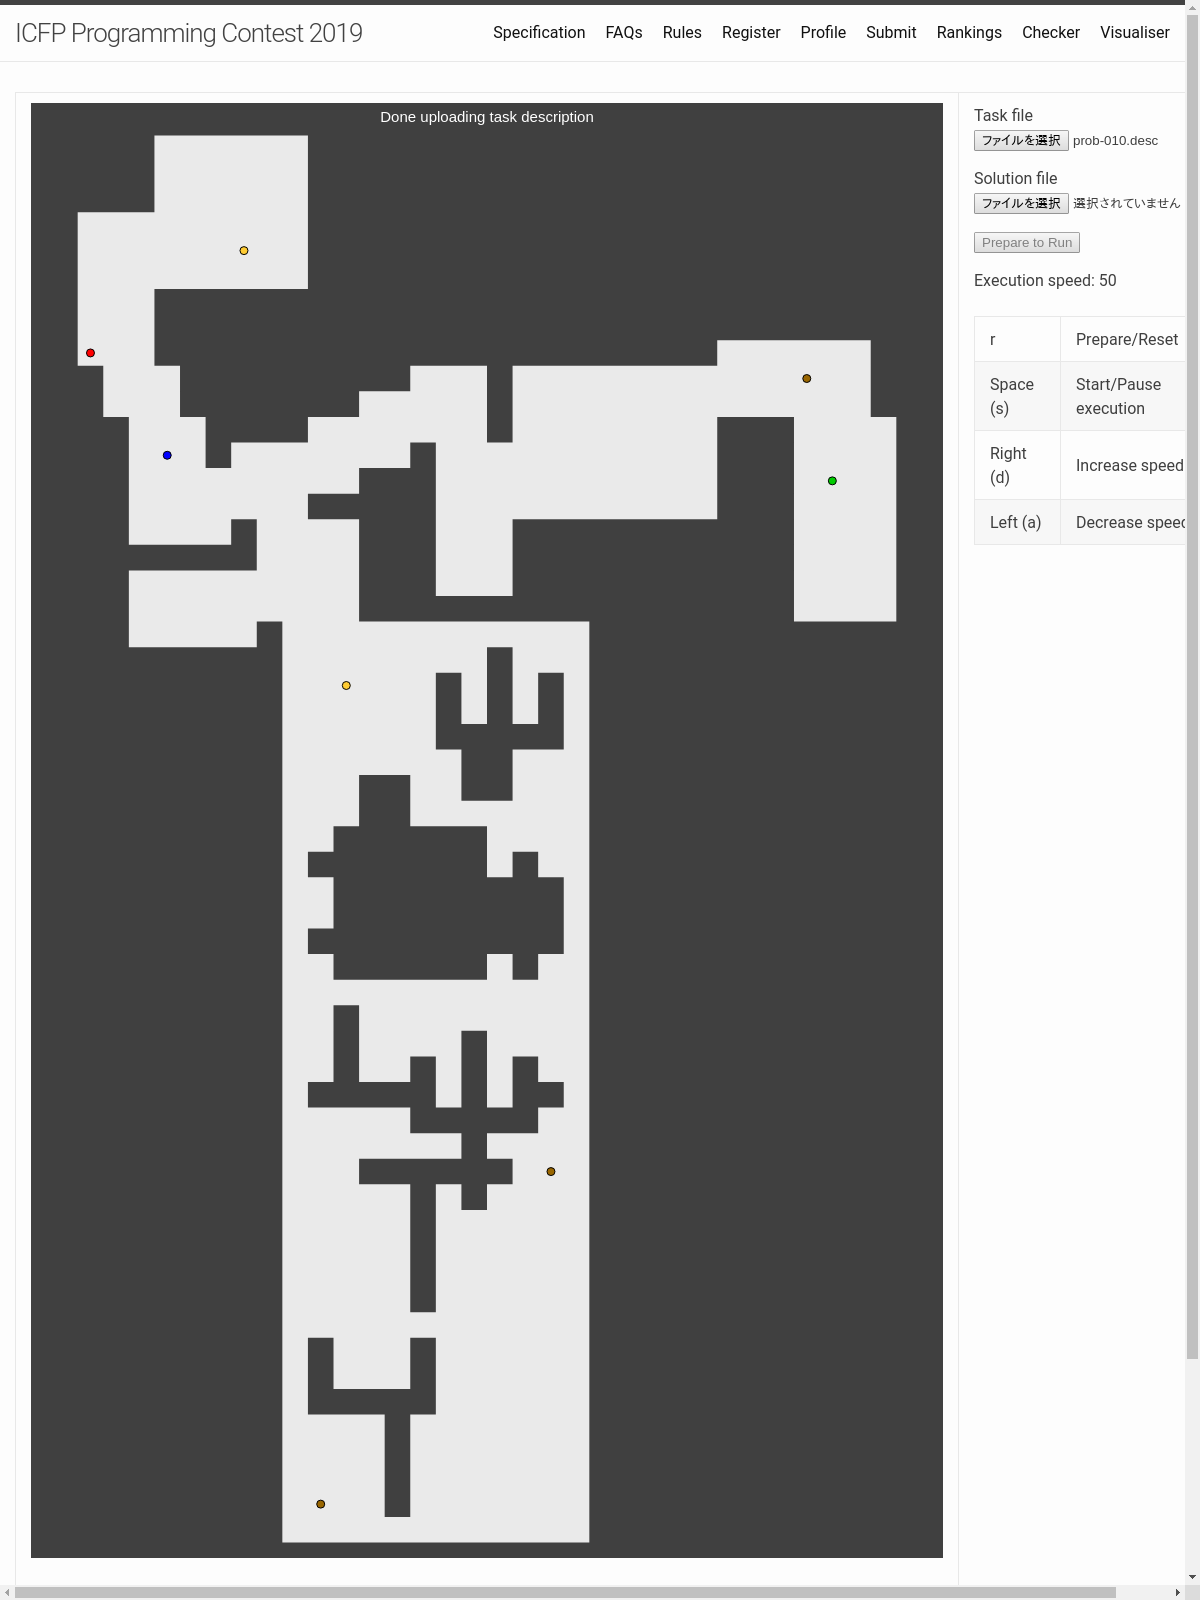 ICFP Programming Contest 2019
Specification FAQs Rules Register Profile Submit Rankings Checker Visualiser
Done uploading task description
Task file
ファイルを選択 prob-010.desc
Solution file
ファイルを選択 選択されていません
Prepare to Run
Execution speed: 50
r Prepare/Reset
Space (s) Start/Pause execution
Right (d) Increase speed
Left (a) Decrease speed